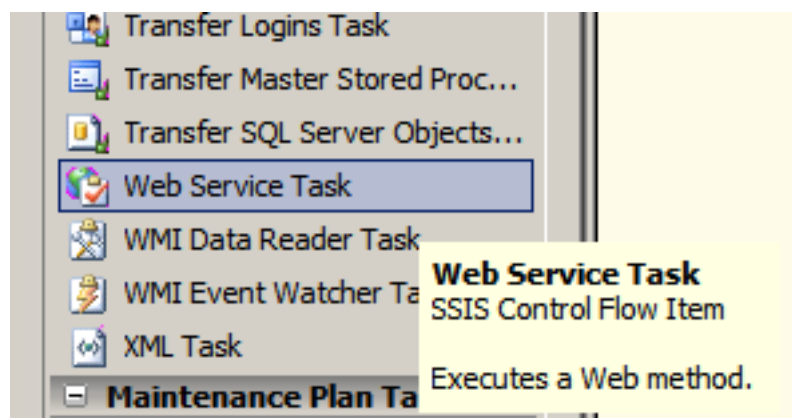 Transfer Logins Task
Transfer Master Stored Proc...
Transfer SQL Server Objects...
Web Service Task
WMI Data Reader Task
WMI Event Watcher Ta
XML Task
Maintenance Plan Ta
Web Service Task
SSIS Control Flow Item
Executes a Web method.